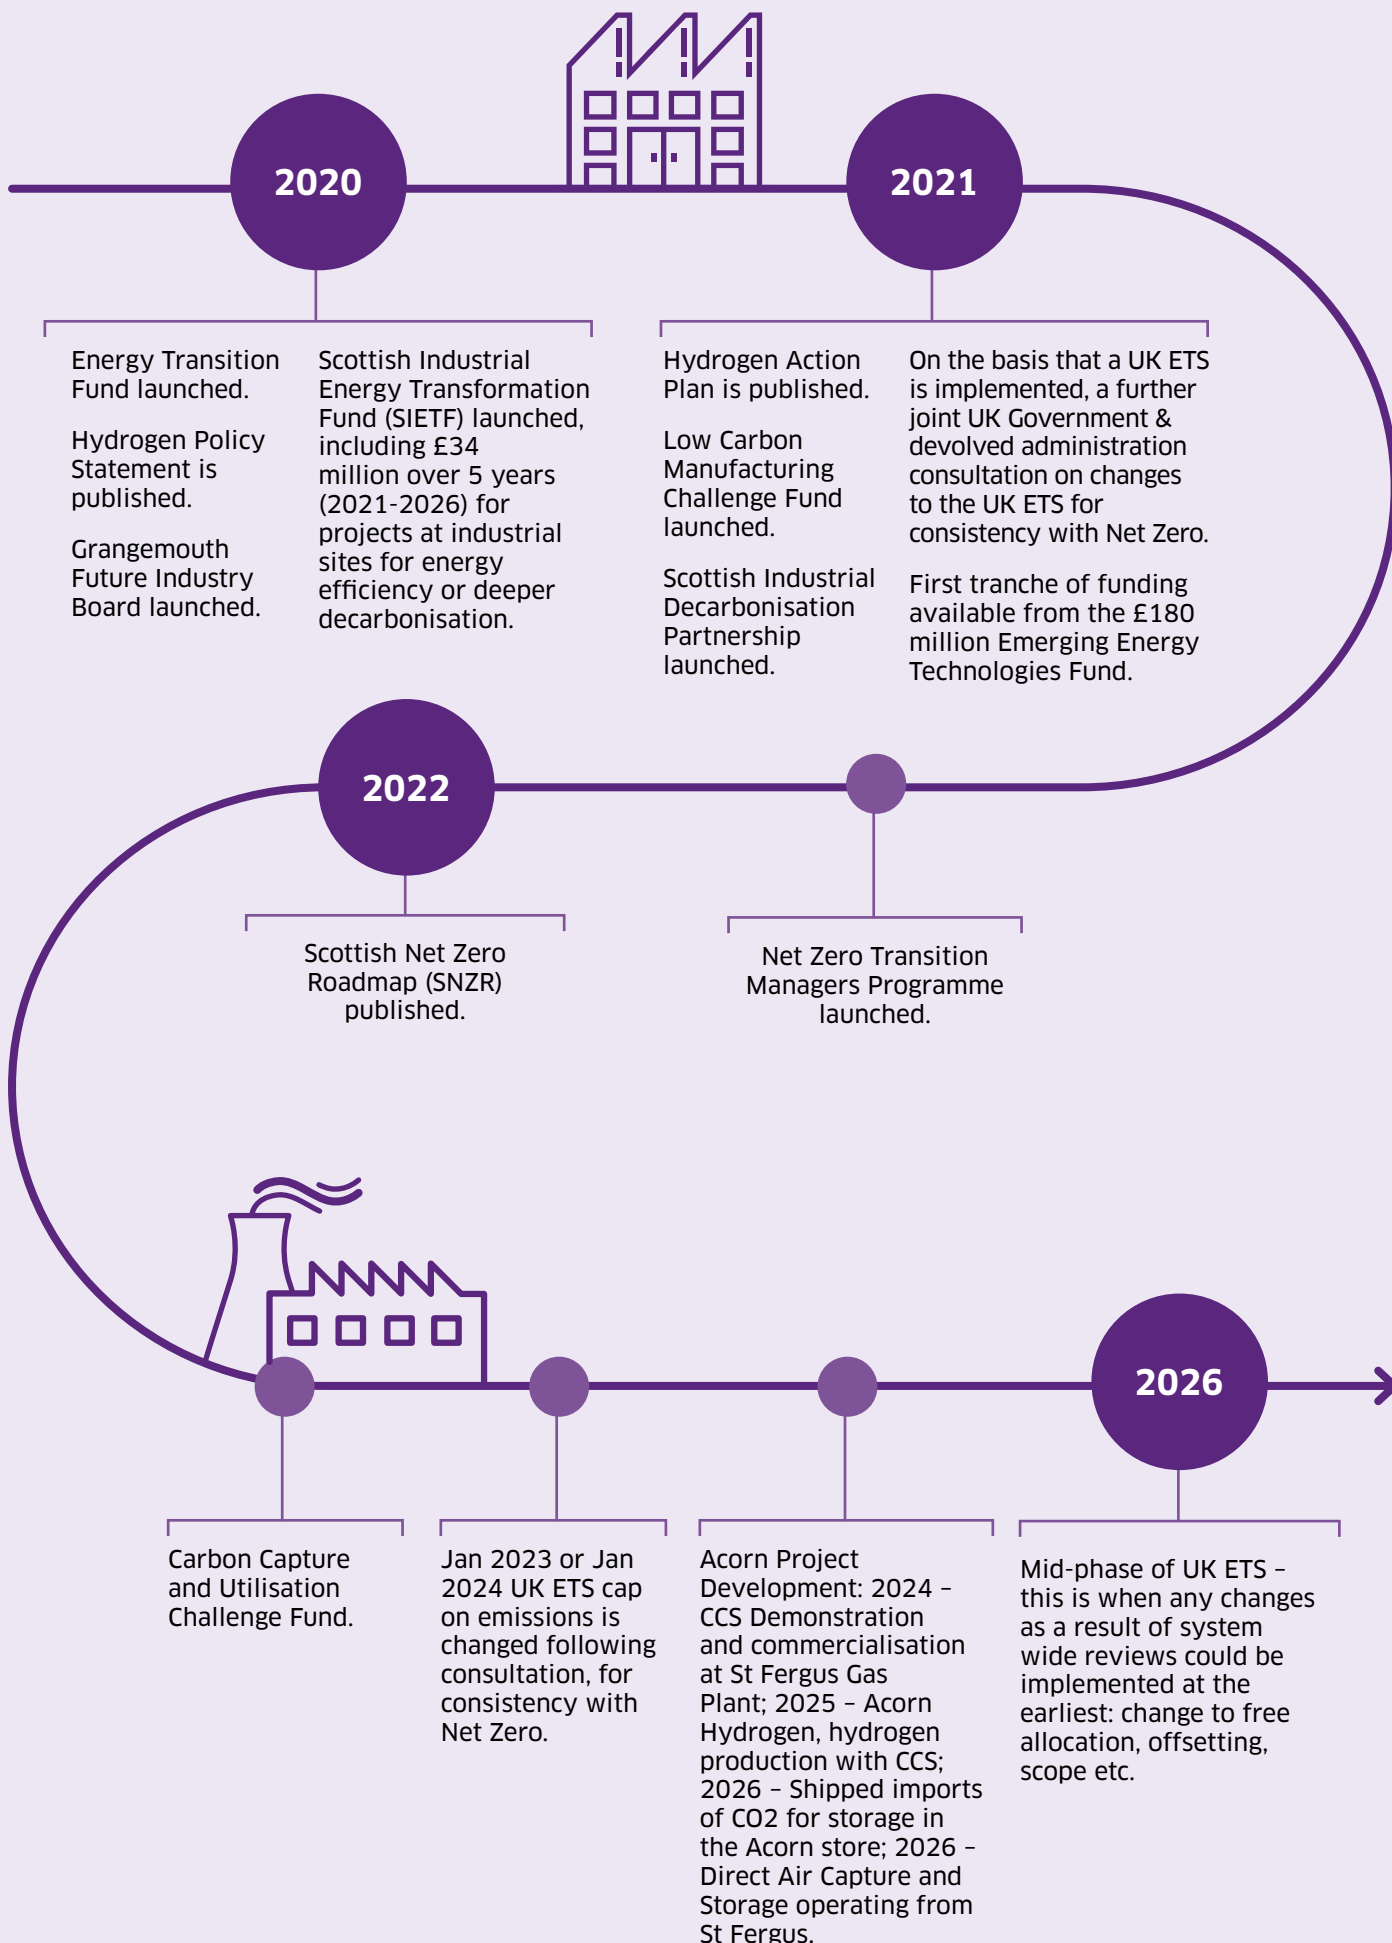 2020
2021
Energy Transition
Fund launched.
Hydrogen Policy
Statement is
published.
Grangemouth
Future Industry
Board launched.
Scottish Industrial
Energy Transformation
Fund (SIETF) launched,
including £34
million over 5 years
(2021-2026) for
projects at industrial
sites for energy
efficiency or deeper
decarbonisation.
Hydrogen Action
Plan is published.
Low Carbon
Manufacturing
Challenge Fund
launched.
Scottish Industrial
Decarbonisation
Partnership
launched.
On the basis that a UK ETS
is implemented, a further
joint UK Government &
devolved administration
consultation on changes
to the UK ETS for
consistency with Net Zero.
First tranche of funding
available from the £180
million Emerging Energy
Technologies Fund.
2022
Scottish Net Zero
Roadmap (SNZR)
published.
Net Zero Transition
Managers Programme
launched.
2026
Carbon Capture
and Utilisation
Challenge Fund.
Jan 2023 or Jan
2024 UK ETS cap
on emissions is
changed following
consultation, for
consistency with
Net Zero.
Acorn Project
Development: 2024 –
CCS Demonstration
and commercialisation
at St Fergus Gas
Plant; 2025 – Acorn
Hydrogen, hydrogen
production with CCS;
2026 – Shipped imports
of CO2 for storage in
the Acorn store; 2026 –
Direct Air Capture and
Storage operating from
St Fergus.
Mid-phase of UK ETS –
this is when any changes
as a result of system
wide reviews could be
implemented at the
earliest: change to free
allocation, offsetting,
scope etc.